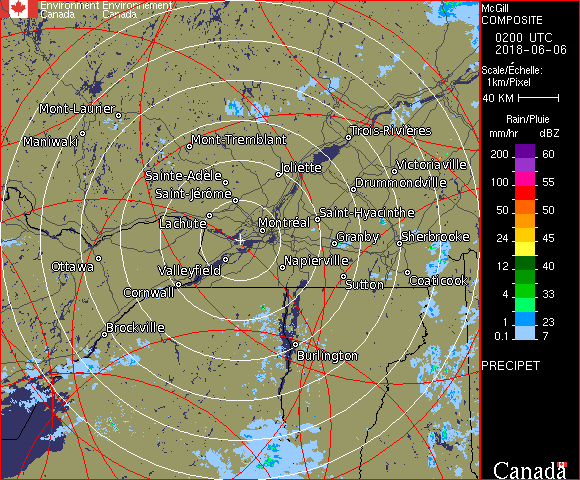 Environment Environnement
Canada Canada
McGill
COMPOSITE
0200 UTC
2018-06-06
Scale/Échelle:
1km/Pixel
40 KM
Rain/Pluie
mm/hr dBZ
200 60
100 55
50 50
24 45
12 40
4 33
1 23
0.1 7
PRECIPET
Canada
Mont-Laurier
Maniwaki
Trois-Rivières
Mont-Tremblant
Victoriaville
Joliette
Sainte-Adèle
Drummondville
Saint-Jérôme
Saint-Hyacinthe
Lachute
Montréal
Granby
Sherbrooke
Ottawa
Valleyfield
Napierville
Coaticook
Sutton
Cornwall
Brockville
Burlington